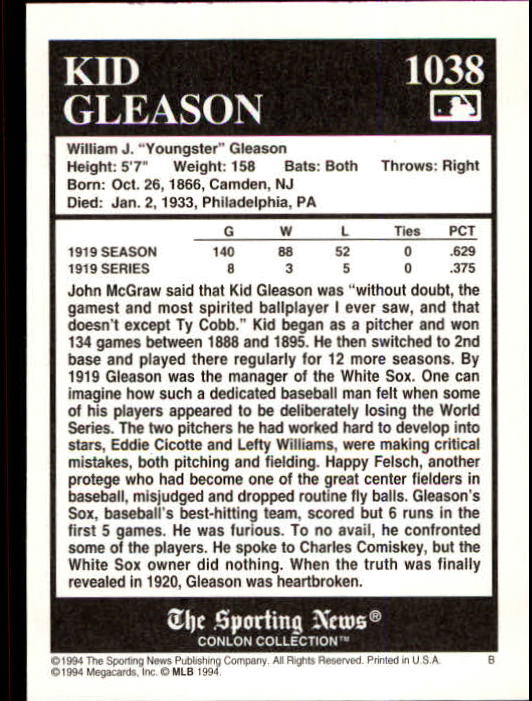 KID 1038
GLEASON
William J. "Youngster" Gleason
Height: 5'7" Weight: 158 Bats: Both Throws: Right
Born: Oct. 26, 1866, Camden, NJ
Died: Jan. 2, 1933, Philadelphia, PA
G W L Ties PCT
1919 SEASON 140 88 52 0 .629
1919 SERIES 8 3 5 0 .375
John McGraw said that Kid Gleason was "without doubt, the
gamest and most spirited ballplayer I ever saw, and that
doesn't except Ty Cobb." Kid began as a pitcher and won
134 games between 1888 and 1895. He then switched to 2nd
base and played there regularly for 12 more seasons. By
1919 Gleason was the manager of the White Sox. One can
imagine how such a dedicated baseball man felt when some
of his players appeared to be deliberately losing the World
Series. The two pitchers he had worked hard to develop into
stars, Eddie Cicotte and Lefty Williams, were making critical
mistakes, both pitching and fielding. Happy Felsch, another
protege who had become one of the great center fielders in
baseball, misjudged and dropped routine fly balls. Gleason's
Sox, baseball's best-hitting team, scored but 6 runs in the
first 5 games. He was furious. To no avail, he confronted
some of the players. He spoke to Charles Comiskey, but the
White Sox owner did nothing. When the truth was finally
revealed in 1920, Gleason was heartbroken.
The Sporting News®
CONLON COLLECTION™
©1994 The Sporting News Publishing Company. All Rights Reserved. Printed in U.S.A. B
©1994 Megacards, Inc. © MLB 1994.